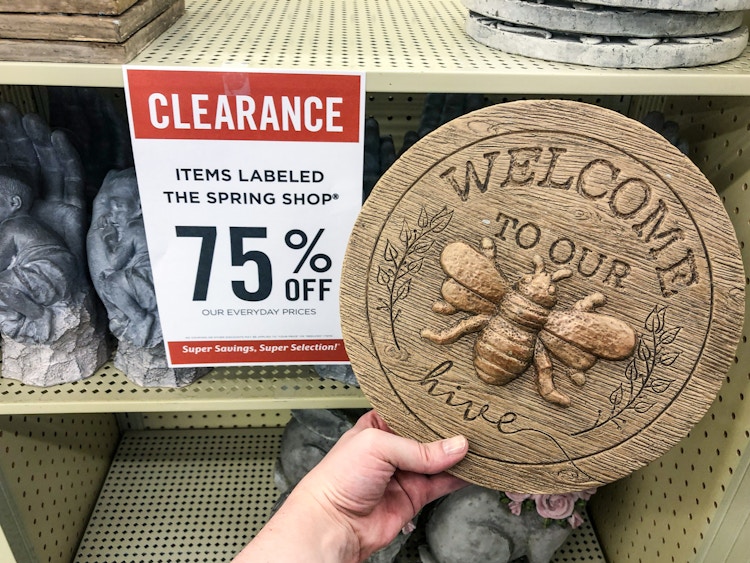 CLEARANCE
ITEMS LABELED
THE SPRING SHOP®
75% OFF
OUR EVERYDAY PRICES
Super Savings, Super Selection!®
WELCOME
TO OUR
hive